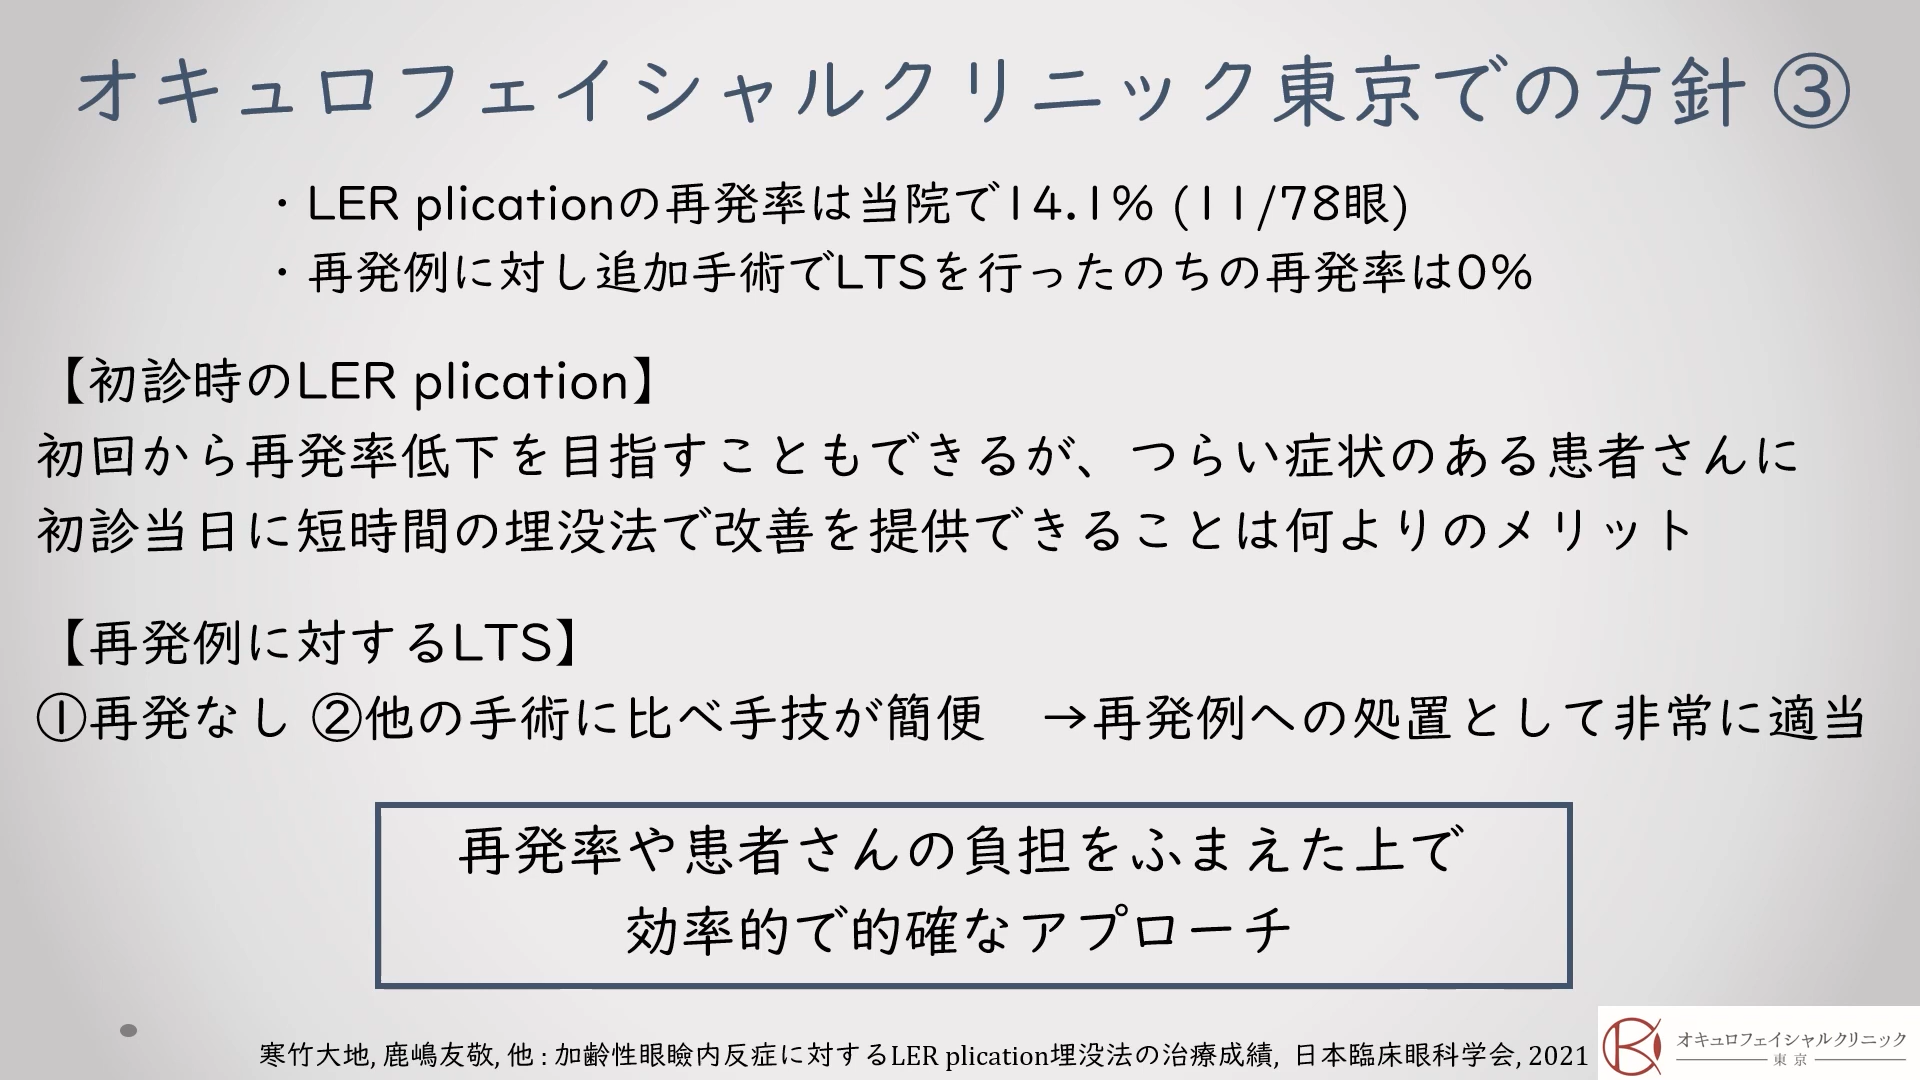 オキュロフェイシャルクリニック東京での方針 ③
・LER plicationの再発率は当院で14.1% (11/78眼)
・再発例に対し追加手術でLTSを行ったのちの再発率は0%
【初診時のLER plication】
初回から再発率低下を目指すこともできるが、つらい症状のある患者さんに
初診当日に短時間の埋没法で改善を提供できることは何よりのメリット
【再発例に対するLTS】
①再発なし ②他の手術に比べ手技が簡便　→再発例への処置として非常に適当
再発率や患者さんの負担をふまえた上で
効率的で的確なアプローチ
寒竹大地, 鹿嶋友敬, 他 : 加齢性眼瞼内反症に対するLER plication埋没法の治療成績, 日本臨床眼科学会, 2021
オキュロフェイシャルクリニック
東京